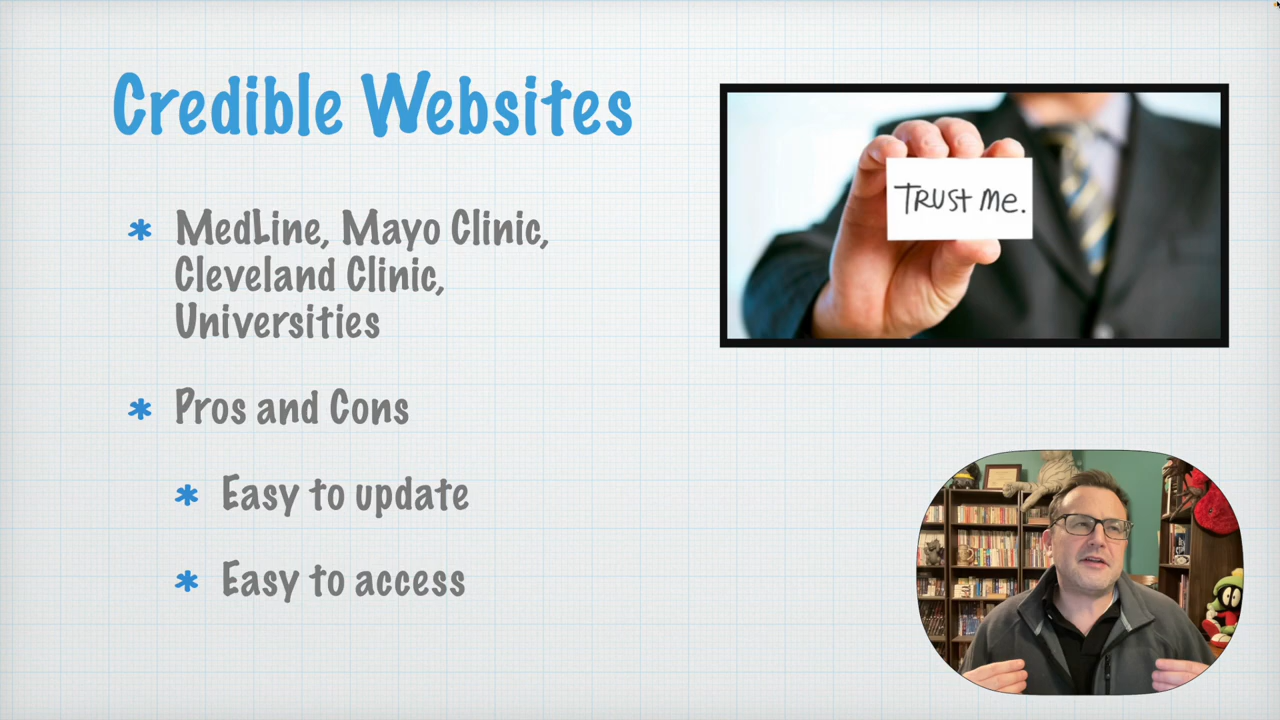 Credible Websites
MedLine, Mayo Clinic,
Cleveland Clinic,
Universities
Pros and Cons
Easy to update
Easy to access
TRUST Me.